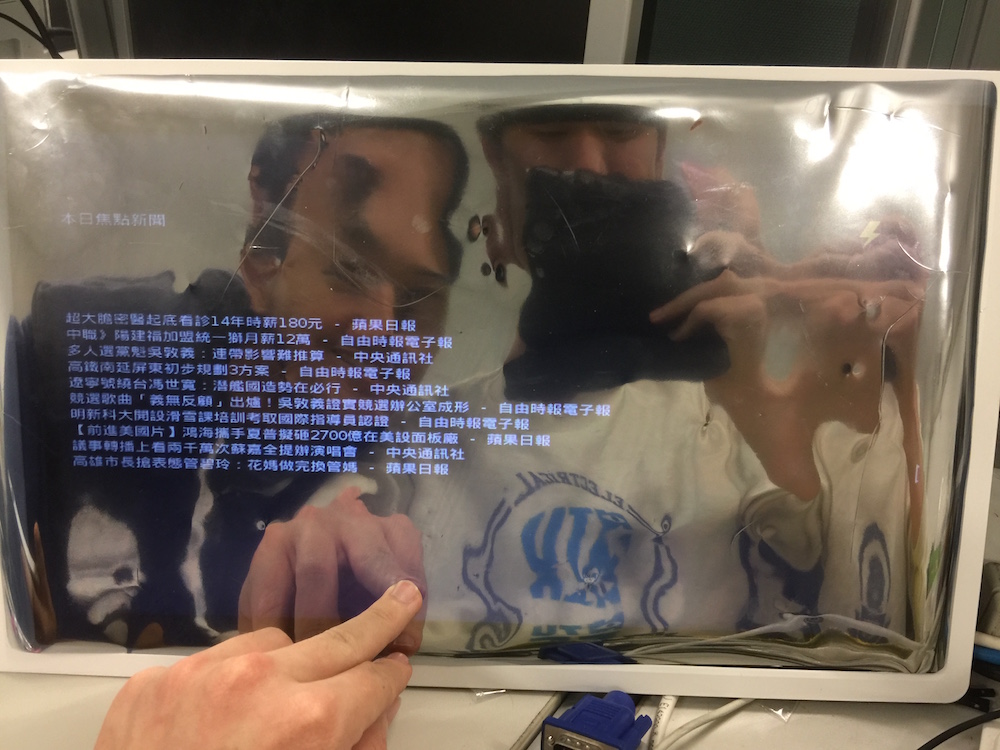 本日焦點新聞
超大膽密醫起底看診14年時薪180元 - 蘋果日報
中職》陽建福加盟統一獅月薪12萬 - 自由時報電子報
多人選黨魁吳敦義：連帶影響難推算 - 中央通訊社
高鐵南延屏東初步規劃3方案 - 自由時報電子報
遼寧號繞台馮世寬：潛艦國造勢在必行 - 中央通訊社
競選歌曲「義無反顧」出爐！吳敦義證實競選辦公室成形 - 自由時報電子報
明新科大開設滑雪課培訓考取國際指導員認證 - 自由時報電子報
【前進美國片】鴻海攜手夏普擬砸2700億在美設面板廠 - 蘋果日報
議事轉播上看兩千萬次蘇嘉全提辦演唱會 - 中央通訊社
高雄市長搶表態管碧玲：花媽做完換管媽 - 蘋果日報
ELECTRICAL